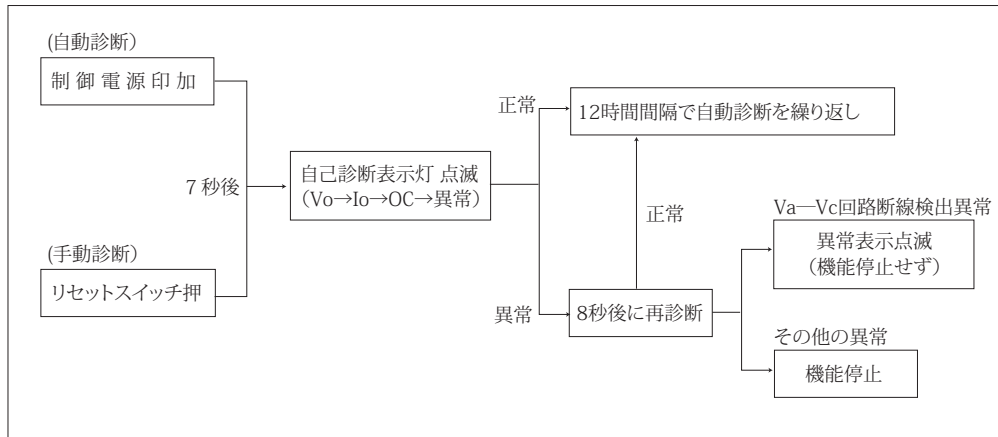 (自動診断)
制 御 電 源 印 加
7 秒後
(手動診断)
リセットスイッチ押
自己診断表示灯 点滅
(Vo→Io→OC→異常)
正常
12時間間隔で自動診断を繰り返し
正常
異常
8秒後に再診断
Va―Vc回路断線検出異常
異常表示点滅
(機能停止せず)
その他の異常
機能停止